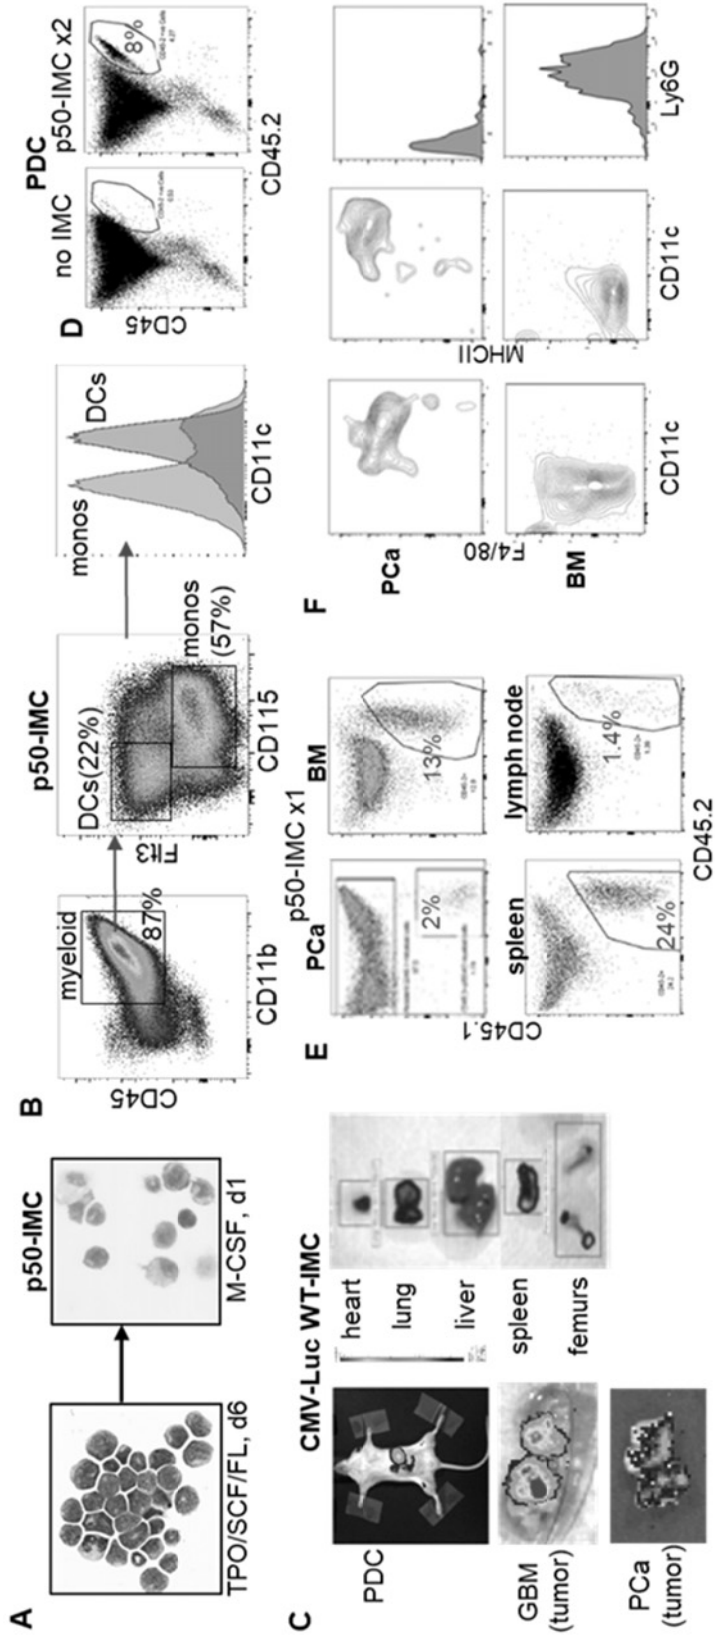 A
p50-IMC
TPO/SCF/FL, d6
M-CSF, d1
B
p50-IMC
myeloid
87%
CD45
CD11b
DCs(22%)
Flt3
monos
(57%)
CD115
monos
DCs
CD11c
C
CMV-Luc WT-IMC
PDC
GBM
(tumor)
PCa
(tumor)
heart
lung
liver
spleen
femurs
D
PDC
no IMC
p50-IMC x2
8%
CD45
CD45.2
E
p50-IMC x1
PCa
BM
2%
13%
spleen
lymph node
24%
1.4%
CD45.1
CD45.2
F
PCa
BM
F4/80
CD11c
MHCII
CD11c
Ly6G